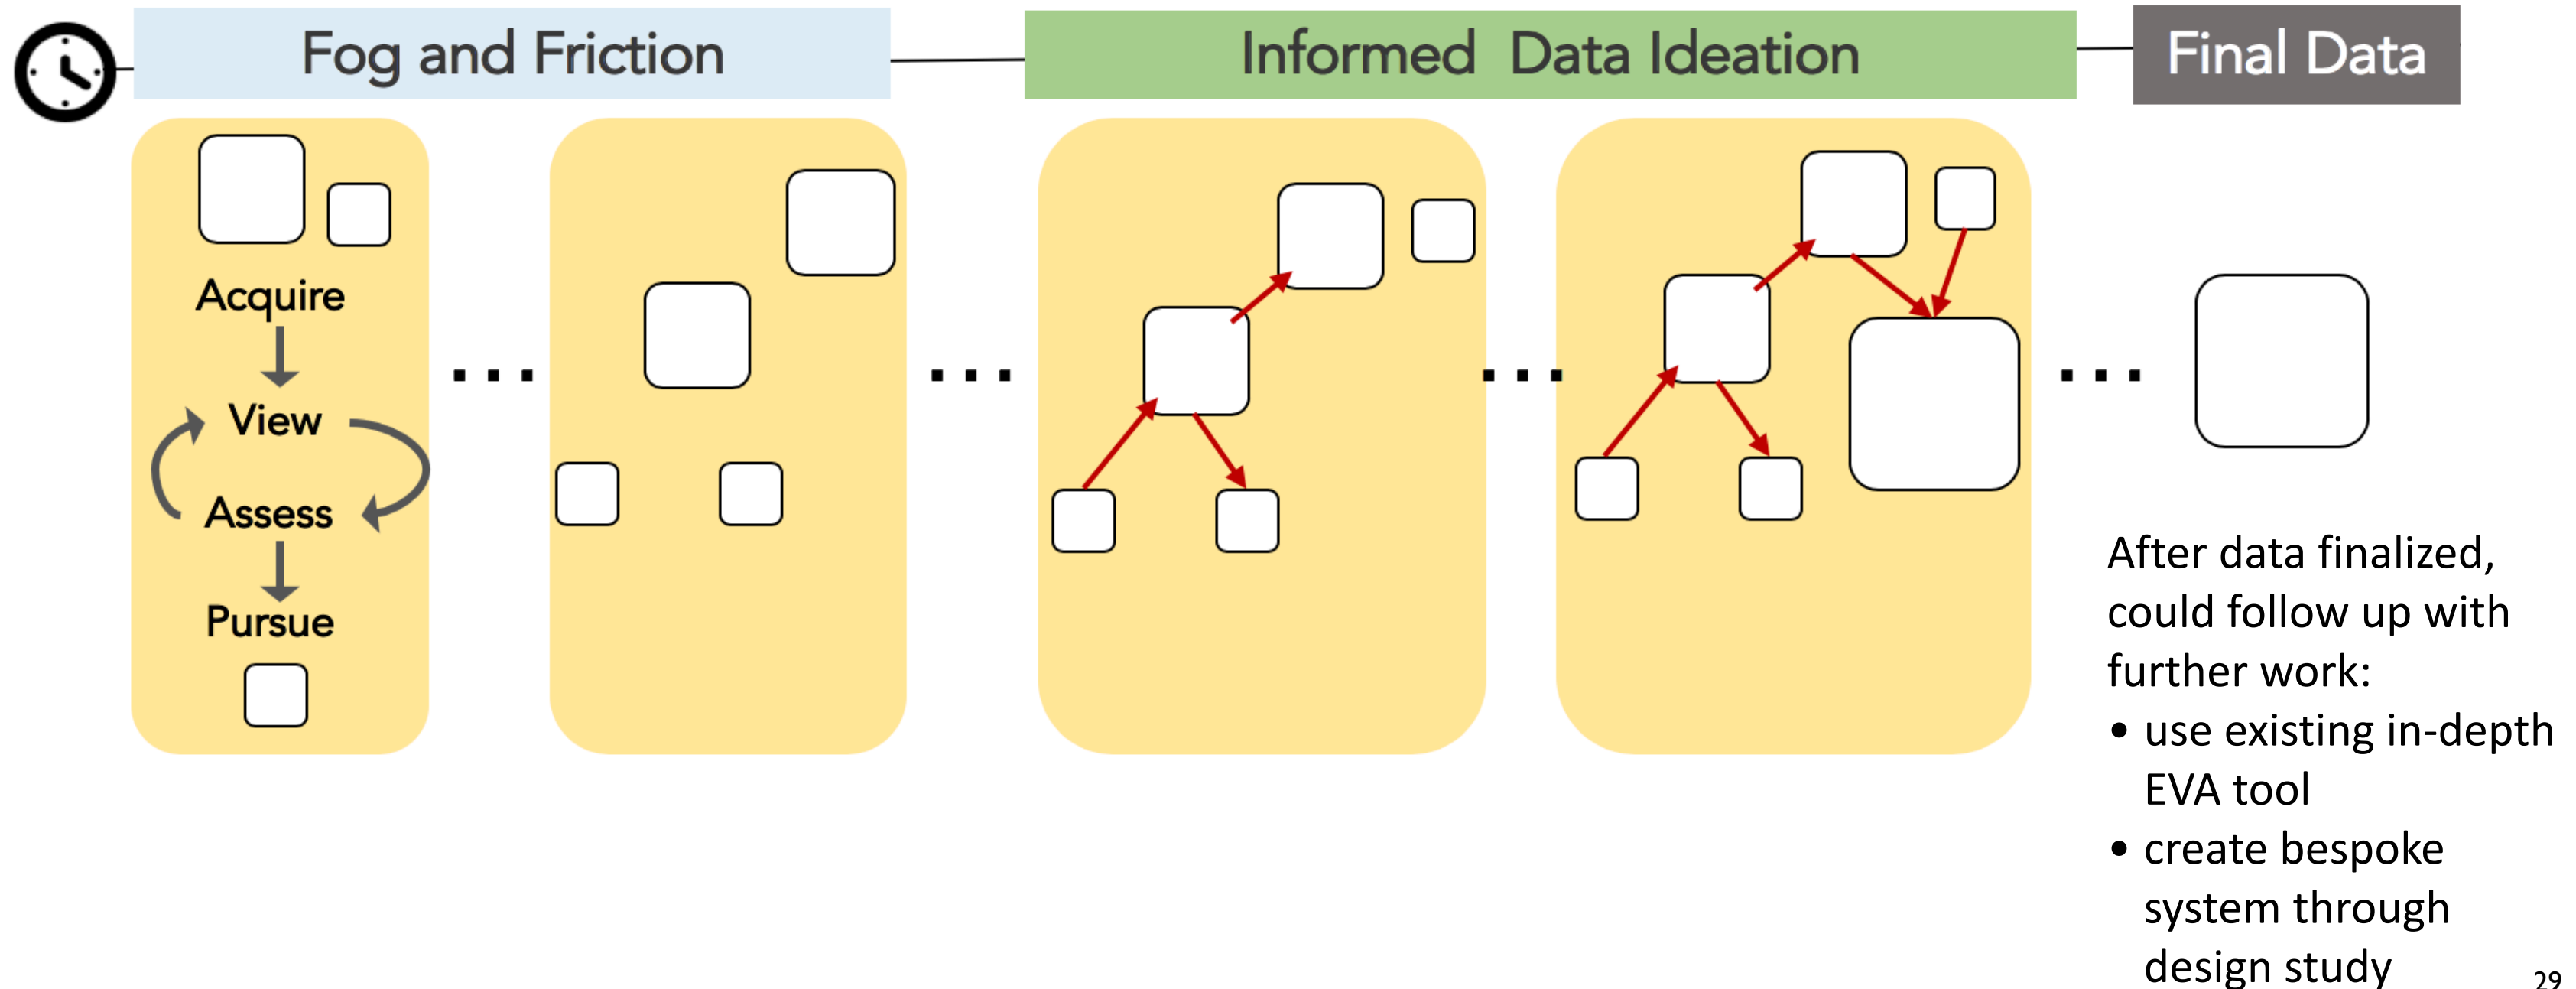 Fog and Friction
Informed Data Ideation
Final Data
Acquire
View
Assess
Pursue
...
...
...
...
After data finalized,
could follow up with
further work:
• use existing in-depth
EVA tool
• create bespoke
system through
design study
29